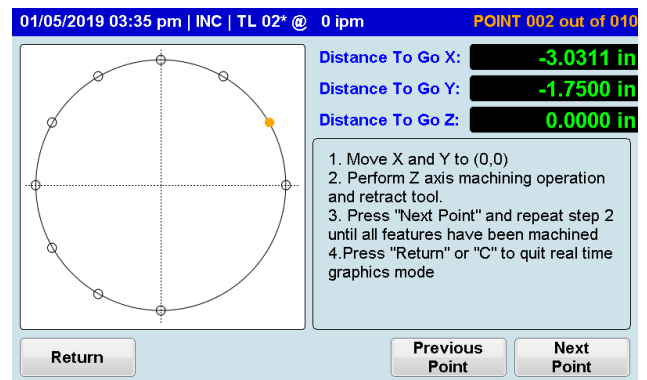 01/05/2019 03:35 pm | INC | TL 02* @ 0 ipm POINT 002 out of 010
Distance To Go X: -3.0311 in
Distance To Go Y: -1.7500 in
Distance To Go Z: 0.0000 in
1. Move X and Y to (0,0)
2. Perform Z axis machining operation
and retract tool.
3. Press "Next Point" and repeat step 2
until all features have been machined
4.Press "Return" or "C" to quit real time
graphics mode
Return
Previous
Point
Next
Point